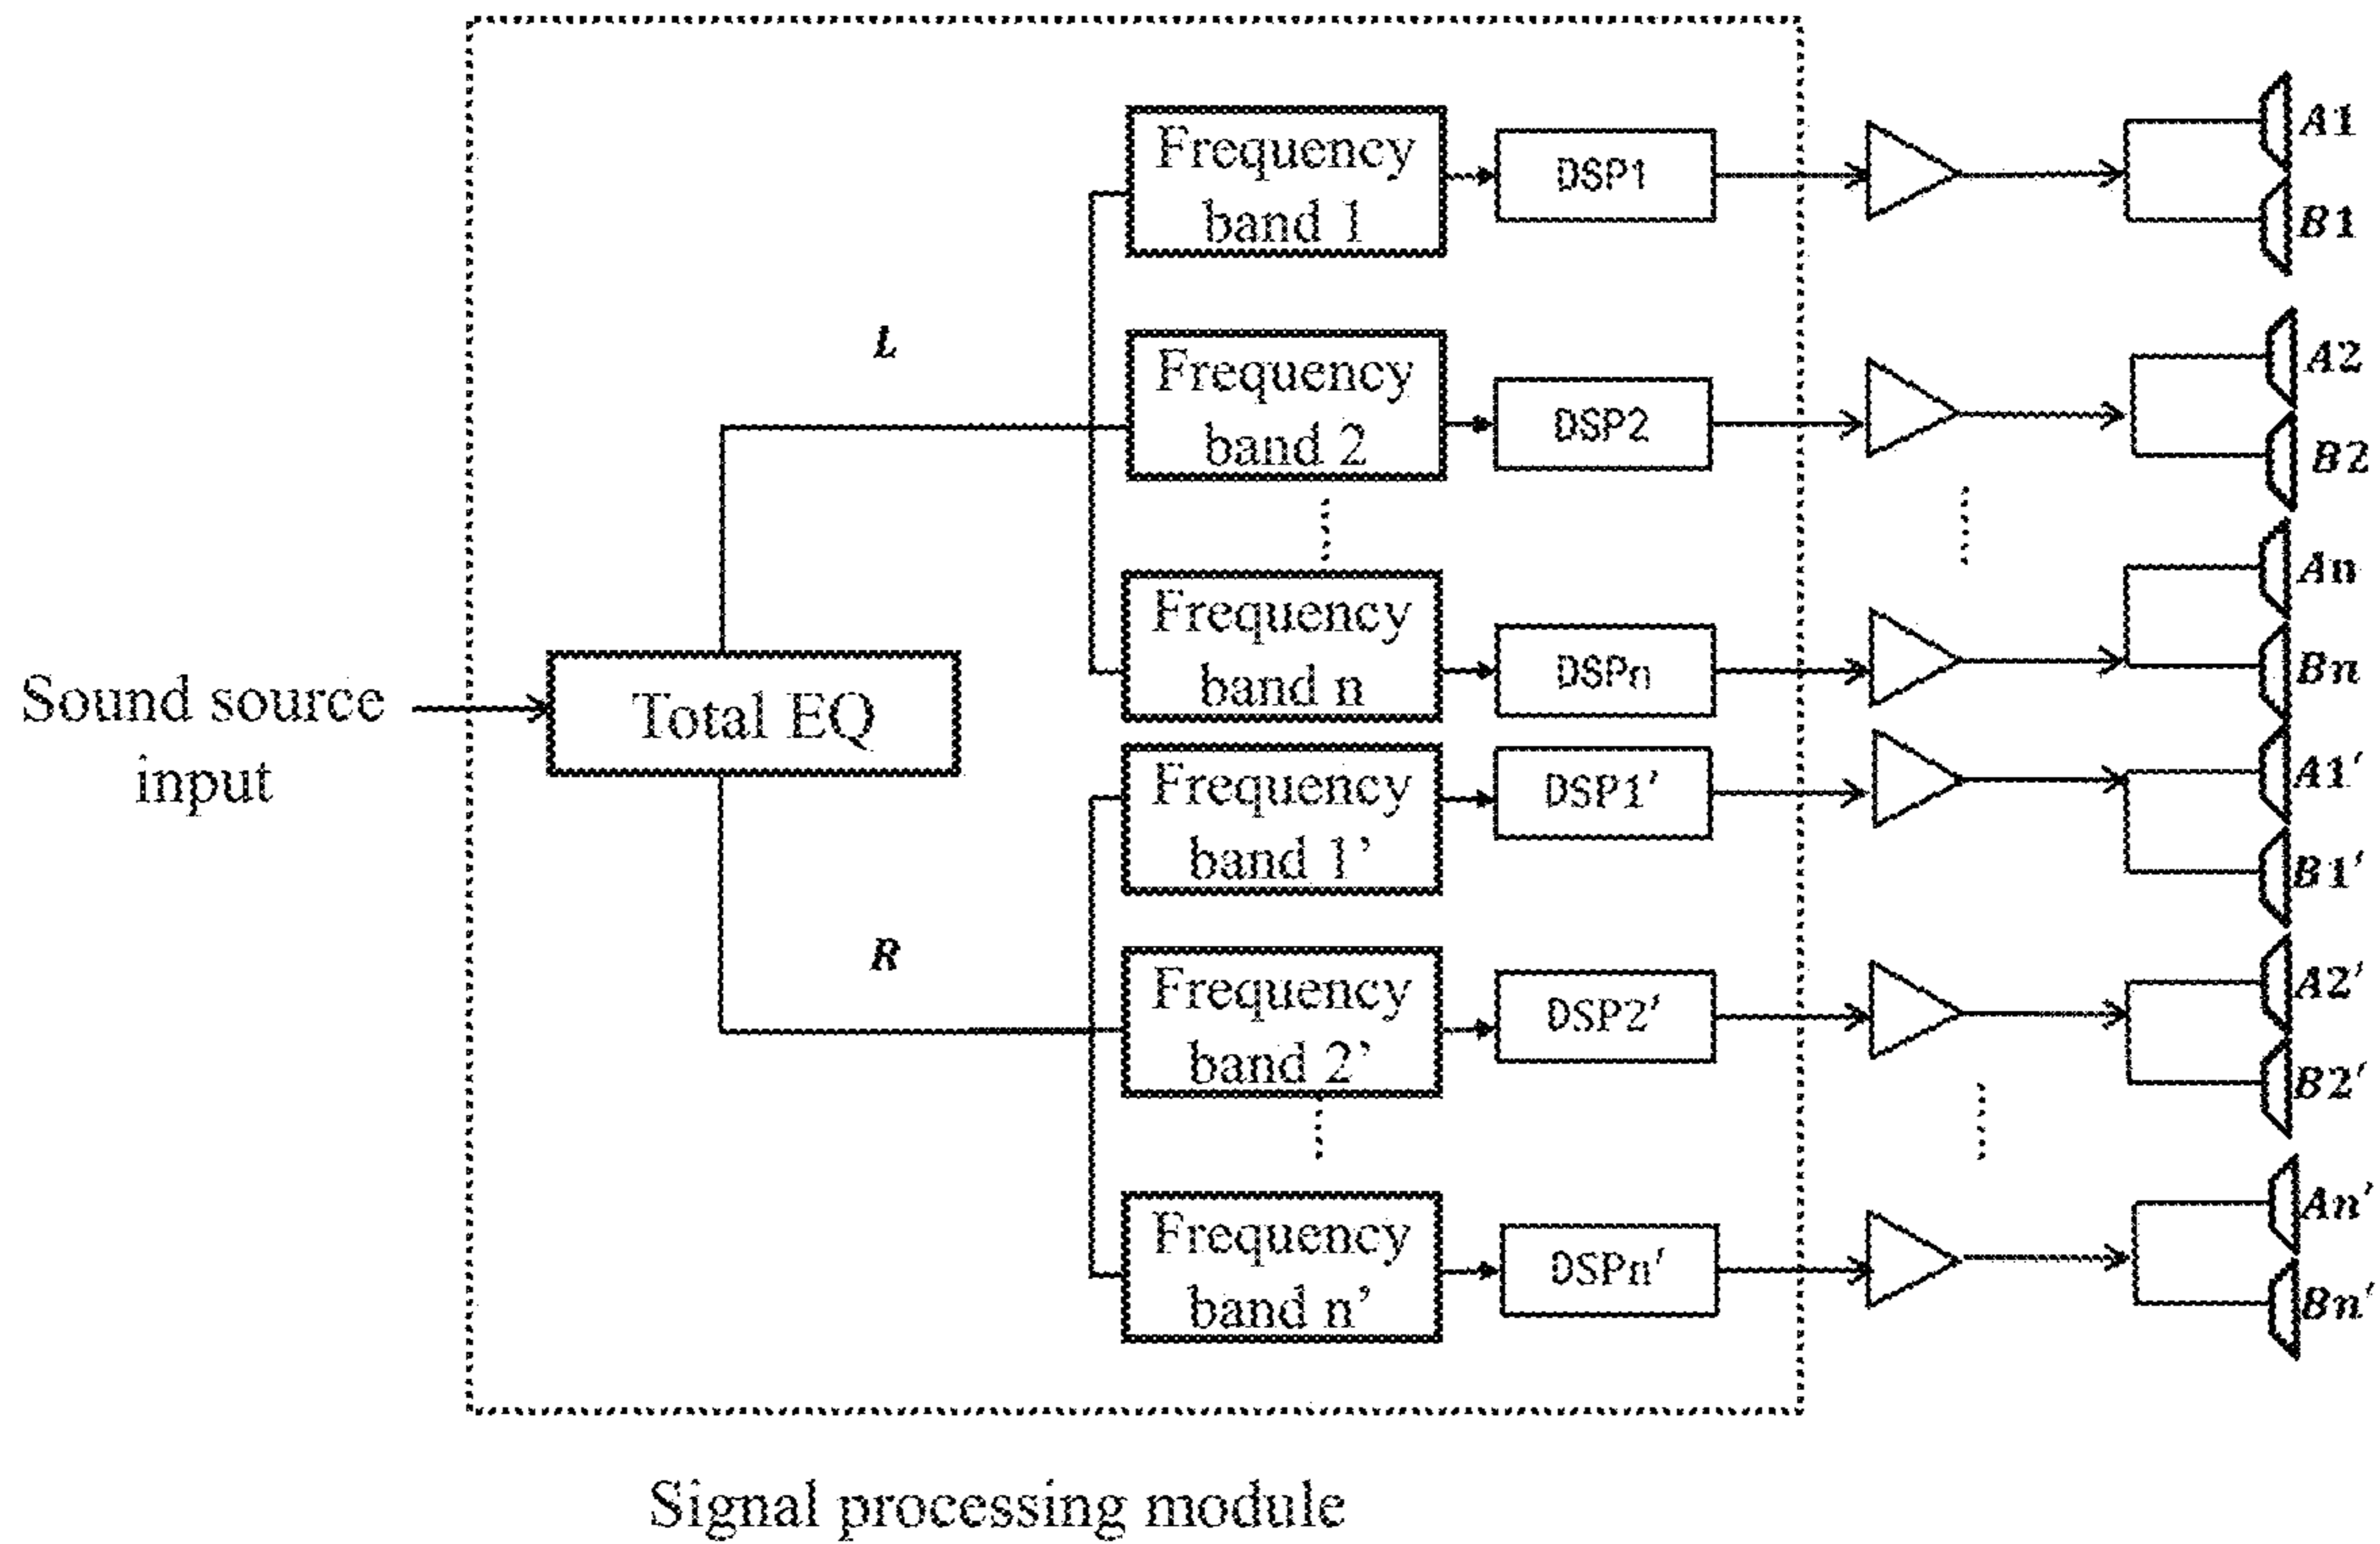 Frequency
band 1
DSP1
A1
B1
L
Frequency
band 2
DSP2
A2
B2
Frequency
band n
DSPn
An
Bn
Sound source
input
Total EQ
Frequency
band 1’
DSP1′
A1′
B1′
R
Frequency
band 2’
DSP2′
A2′
B2′
Frequency
band n’
DSPn′
An′
Bn′
Signal processing module